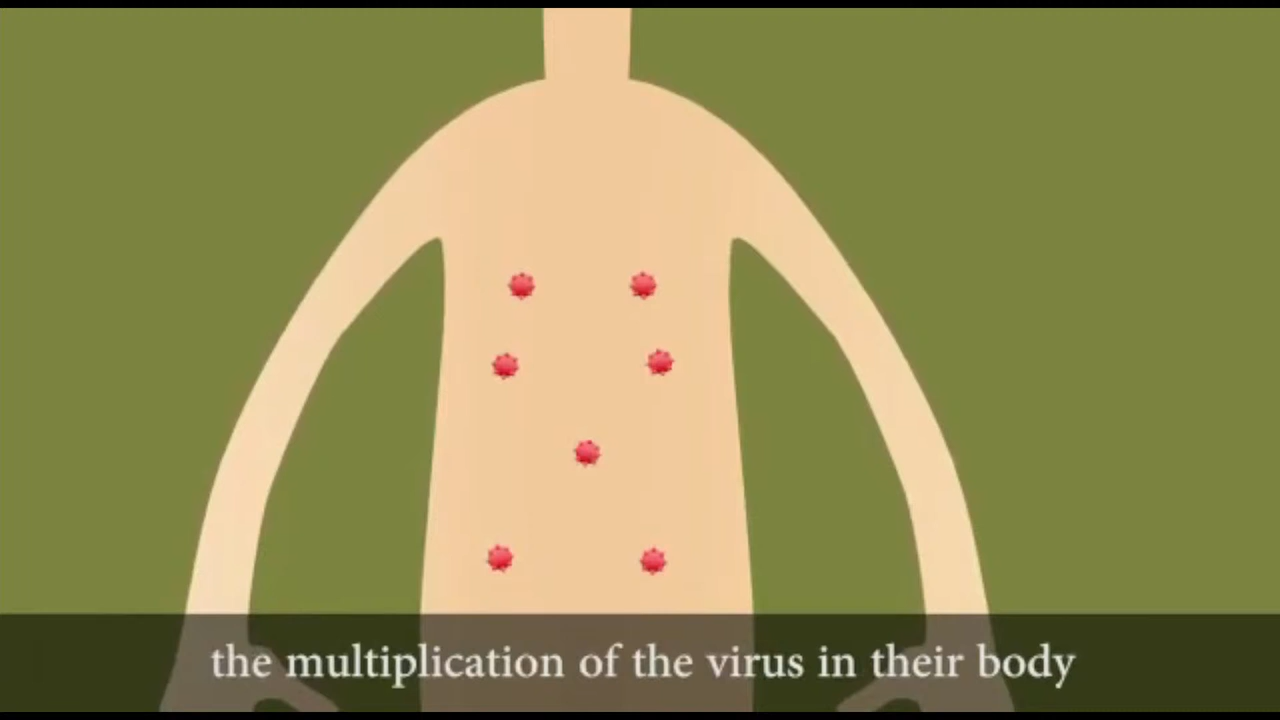 the multiplication of the virus in their body